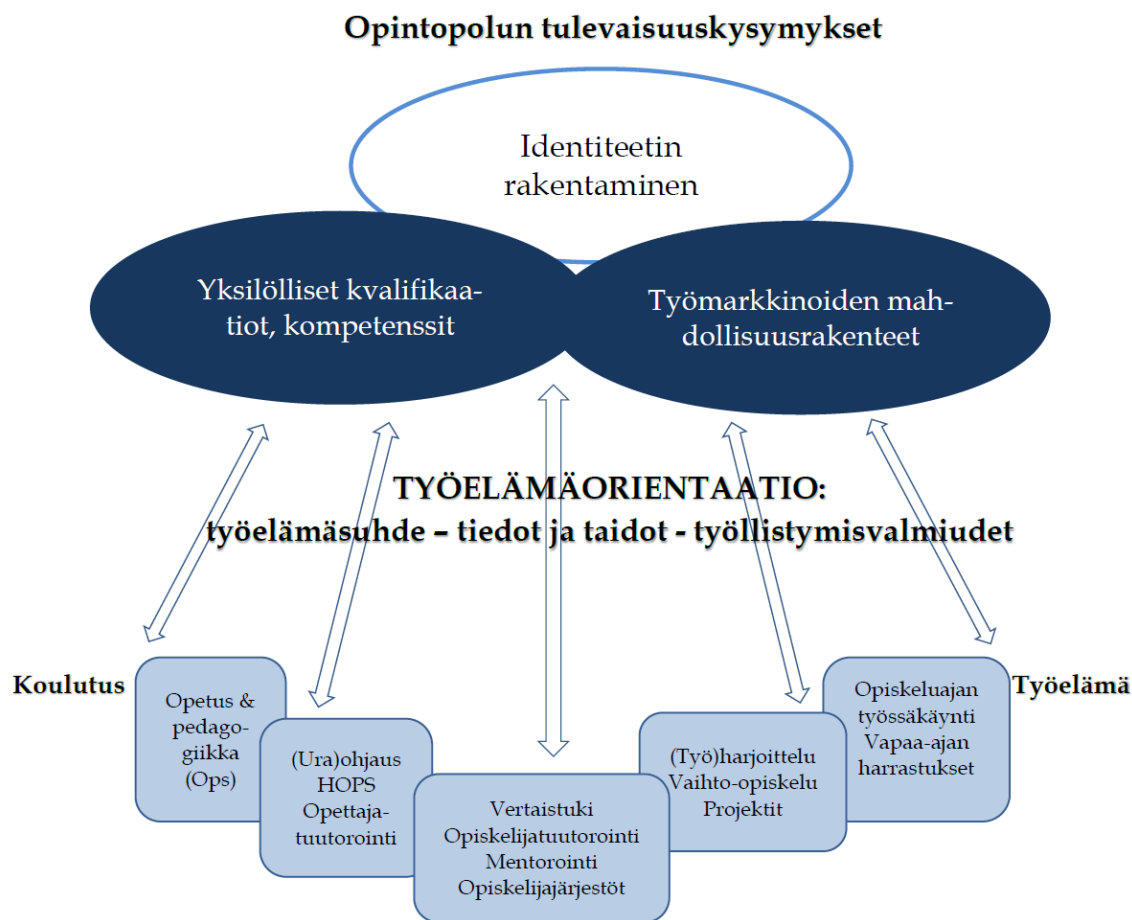 Opintopolun tulevaisuuskysymykset
Identiteetin
rakentaminen
Yksilölliset kvalifikaa-
tiot, kompetenssit
Työmarkkinoiden mah-
dollisuusrakenteet
TYÖELÄMÄORIENTAATIO:
työelämäsuhde – tiedot ja taidot - työllistymisvalmiudet
Koulutus
Opetus &
pedago-
giikka
(Ops)
(Ura)ohjaus
HOPS
Opettaja-
tuutorointi
Vertaistuki
Opiskelijatuutorointi
Mentorointi
Opiskelijajärjestöt
(Työ)harjoittelu
Vaihto-opiskelu
Projektit
Opiskeluajan
työssäkäynti
Vapaa-ajan
harrastukset
Työelämä